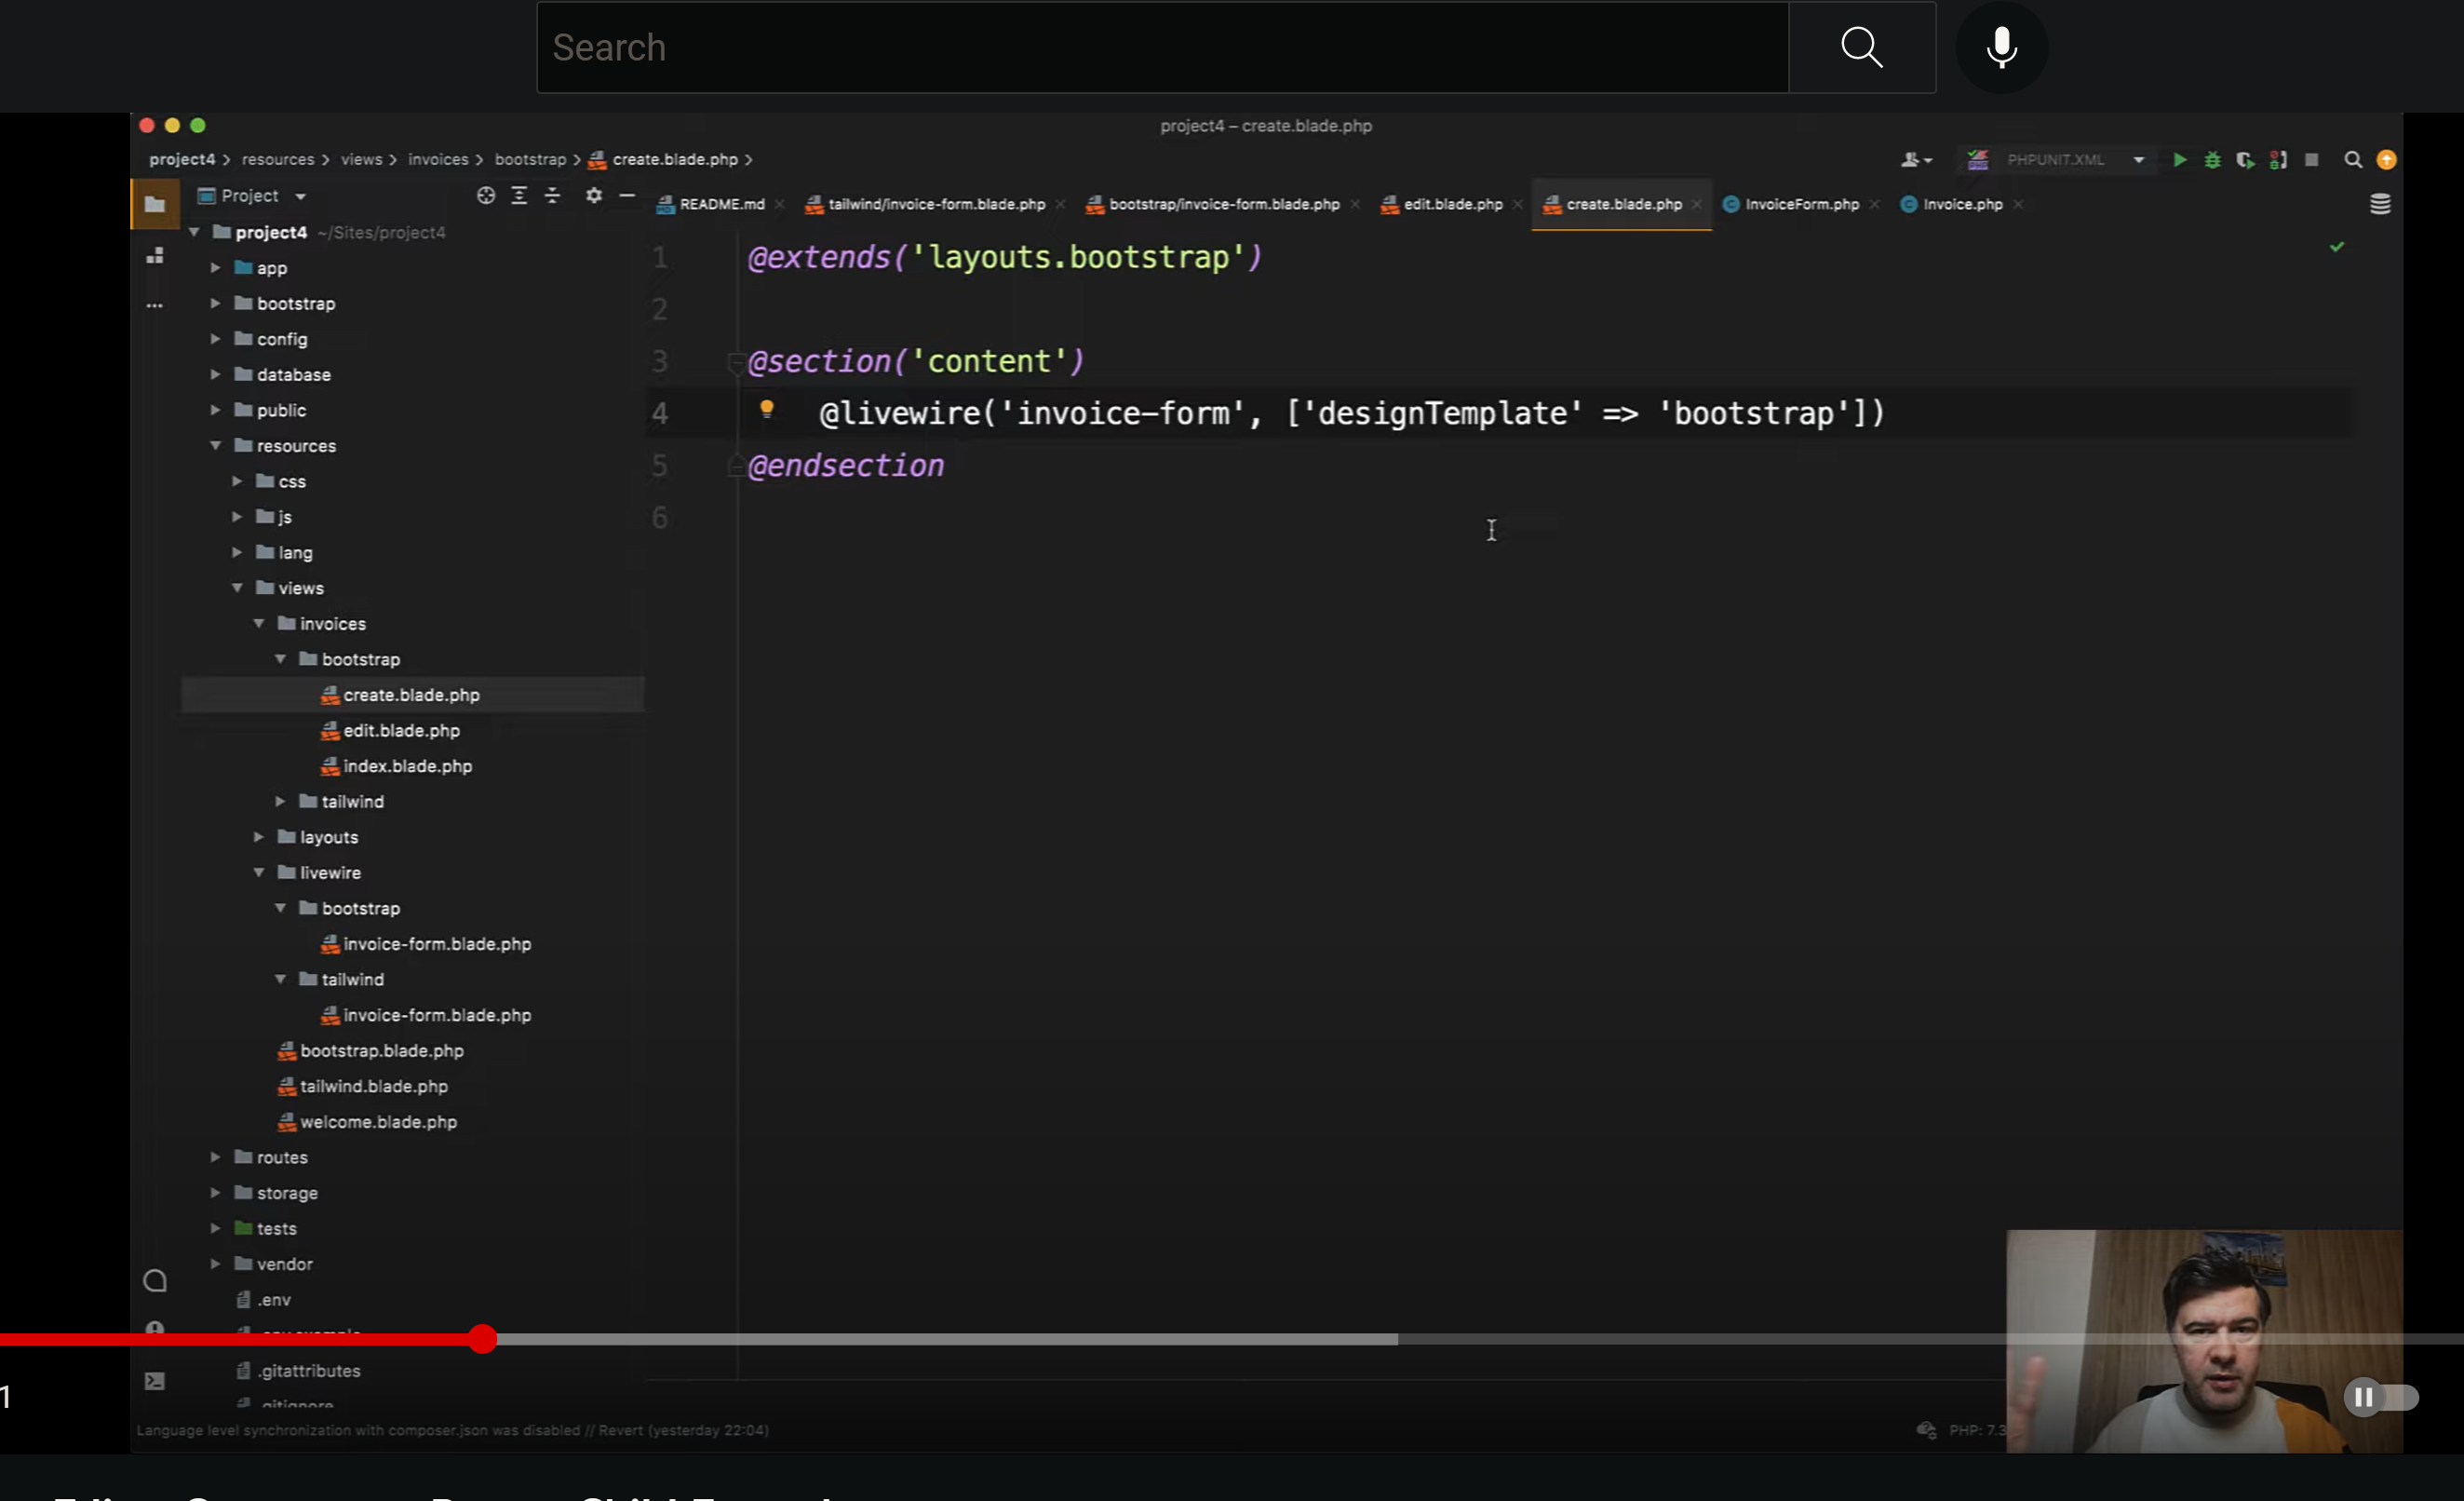 Search
project4 – create.blade.php
project4 > resources > views > invoices > bootstrap > create.blade.php >
PHPUNIT.XML
Project
README.md
tailwind/invoice-form.blade.php
bootstrap/invoice-form.blade.php
edit.blade.php
create.blade.php
InvoiceForm.php
Invoice.php
project4 ~/Sites/project4
app
bootstrap
config
database
public
resources
css
js
lang
views
invoices
bootstrap
create.blade.php
edit.blade.php
index.blade.php
tailwind
layouts
livewire
bootstrap
invoice-form.blade.php
tailwind
invoice-form.blade.php
bootstrap.blade.php
tailwind.blade.php
welcome.blade.php
routes
storage
tests
vendor
.env
.gitattributes
.gitignore
1 @extends('layouts.bootstrap')
2
3 @section('content')
4 @livewire('invoice-form', ['designTemplate' => 'bootstrap'])
5 @endsection
6
1
Language level synchronization with composer.json was disabled // Revert (yesterday 22:04)
PHP: 7.3